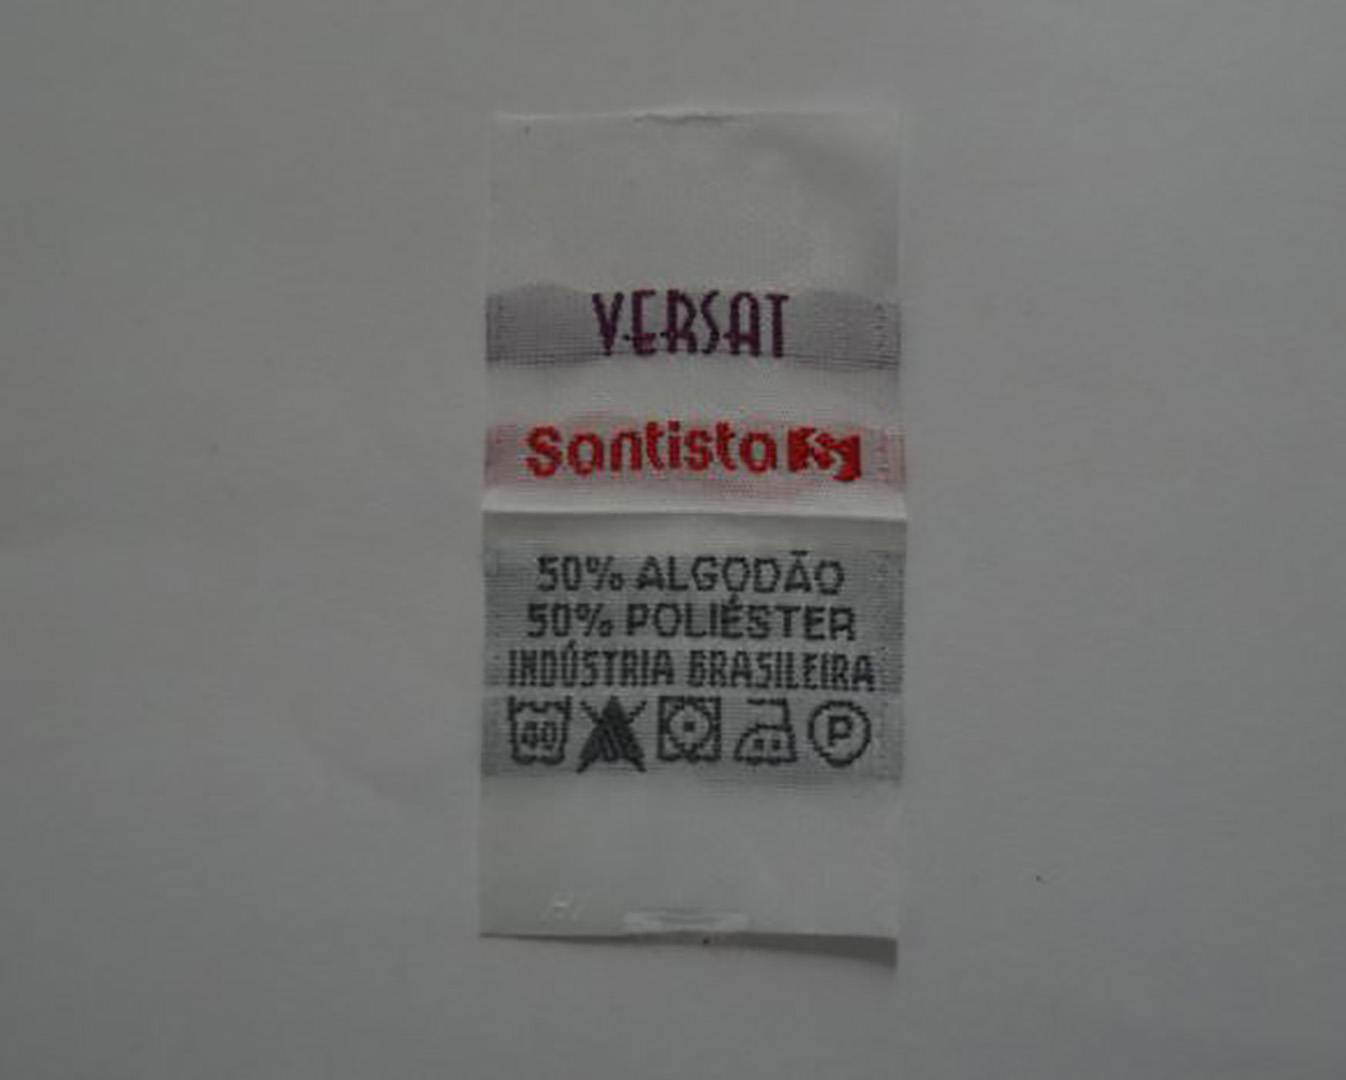 VERSAT
Santista
50% ALGODÃO
50% POLIÉSTER
INDÚSTRIA BRASILEIRA
40 P